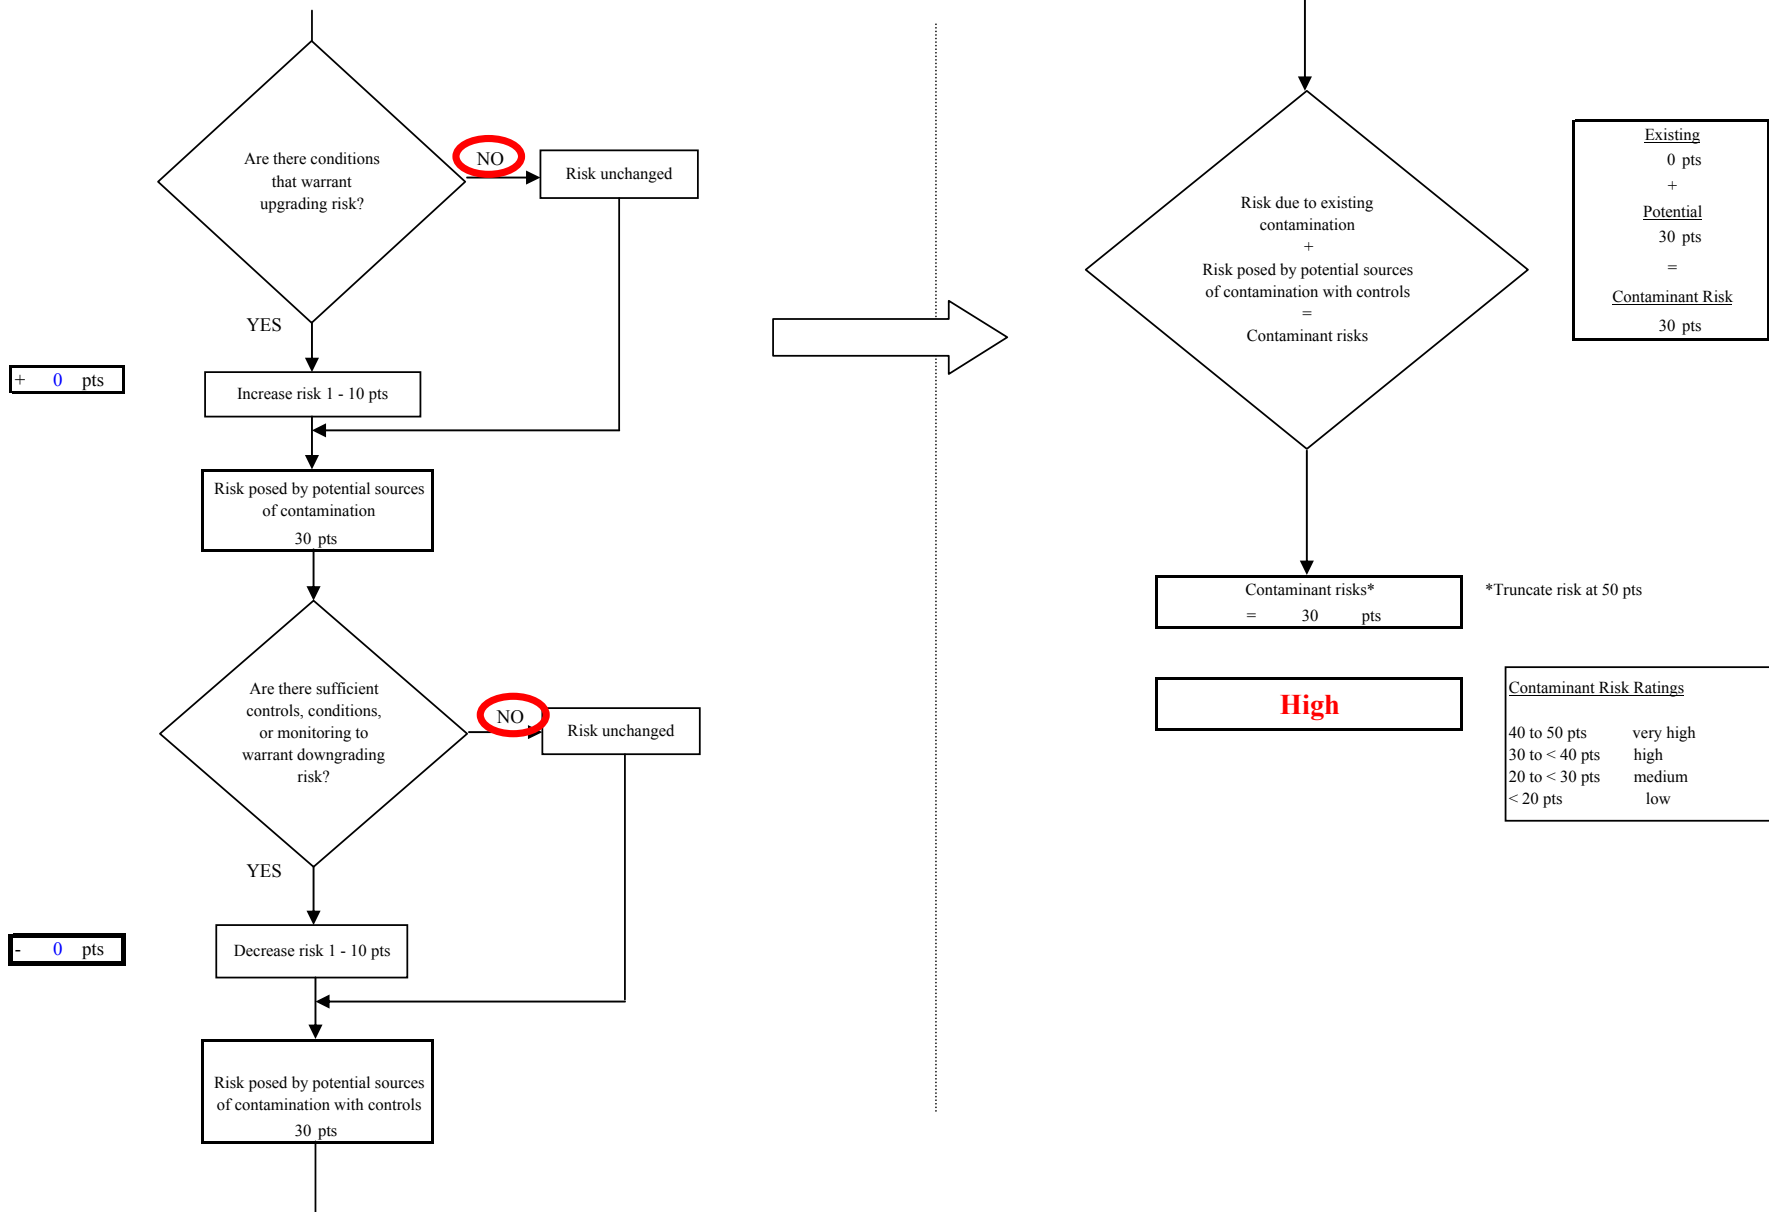 Are there conditions
that warrant
upgrading risk?
NO
Risk unchanged
YES
+ 0 pts
Increase risk 1 - 10 pts
Risk posed by potential sources
of contamination
30 pts
Are there sufficient
controls, conditions,
or monitoring to
warrant downgrading
risk?
NO
Risk unchanged
YES
- 0 pts
Decrease risk 1 - 10 pts
Risk posed by potential sources
of contamination with controls
30 pts
Risk due to existing
contamination
+
Risk posed by potential sources
of contamination with controls
=
Contaminant risks
Existing
0 pts
+
Potential
30 pts
=
Contaminant Risk
30 pts
Contaminant risks*
= 30 pts
*Truncate risk at 50 pts
High
Contaminant Risk Ratings
40 to 50 pts very high
30 to < 40 pts high
20 to < 30 pts medium
< 20 pts low